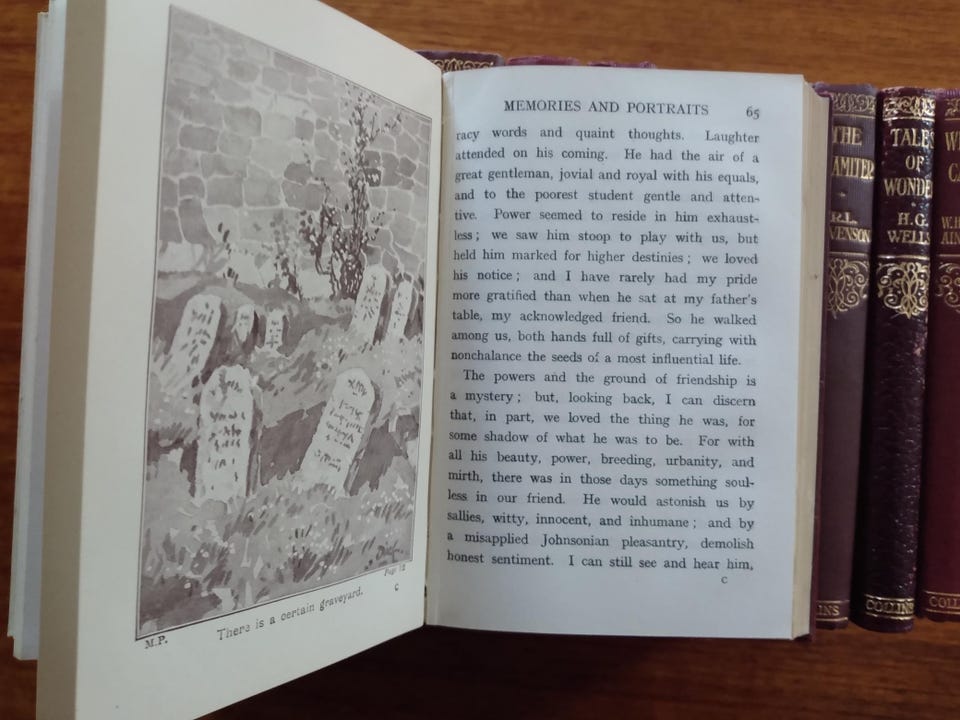 Page 12
M.P.
There is a certain graveyard.
C
MEMORIES AND PORTRAITS 65
racy words and quaint thoughts. Laughter
attended on his coming. He had the air of a
great gentleman, jovial and royal with his equals,
and to the poorest student gentle and atten-
tive. Power seemed to reside in him exhaust-
less; we saw him stoop to play with us, but
held him marked for higher destinies; we loved
his notice; and I have rarely had my pride
more gratified than when he sat at my father's
table, my acknowledged friend. So he walked
among us, both hands full of gifts, carrying with
nonchalance the seeds of a most influential life.
The powers and the ground of friendship is
a mystery; but, looking back, I can discern
that, in part, we loved the thing he was, for
some shadow of what he was to be. For with
all his beauty, power, breeding, urbanity, and
mirth, there was in those days something soul-
less in our friend. He would astonish us by
sallies, witty, innocent, and inhumane; and by
a misapplied Johnsonian pleasantry, demolish
honest sentiment. I can still see and hear him,
C
THE
AMITER
R.L.
VENSON
NS
TALES
OF
WONDE
H.G.
WELLS
COLLINS
W
CA
W.H
AIN
COLL